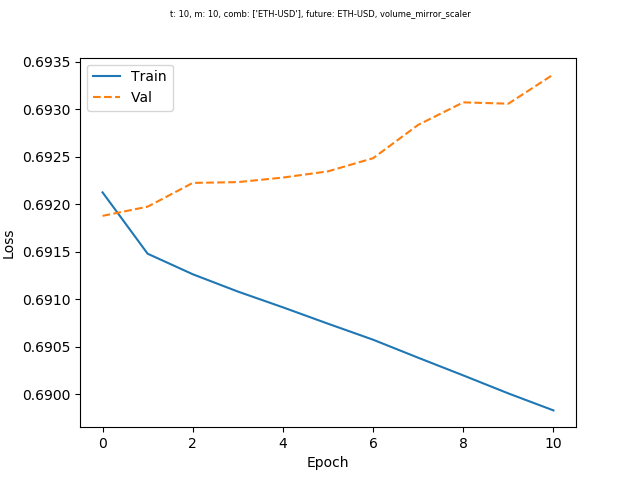 t: 10, m: 10, comb: ['ETH-USD'], future: ETH-USD, volume_mirror_scaler
Train
Val
0.6935
0.6930
0.6925
0.6920
0.6915
0.6910
0.6905
0.6900
Loss
0 2 4 6 8 10
Epoch